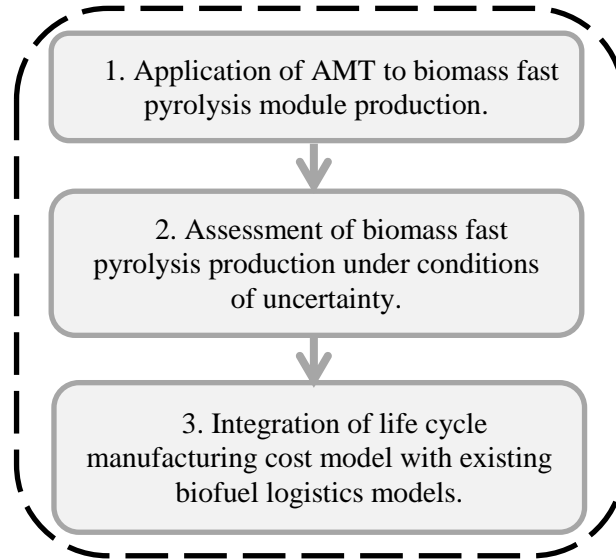 1. Application of AMT to biomass fast
pyrolysis module production.
2. Assessment of biomass fast
pyrolysis production under conditions
of uncertainty.
3. Integration of life cycle
manufacturing cost model with existing
biofuel logistics models.